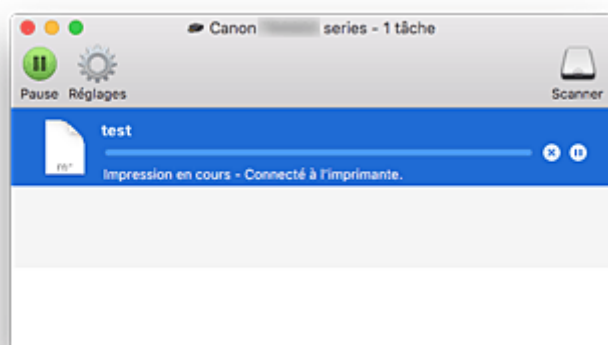 Canon series - 1 tâche
Pause Réglages Scanner
test
Impression en cours - Connecté à l'imprimante.